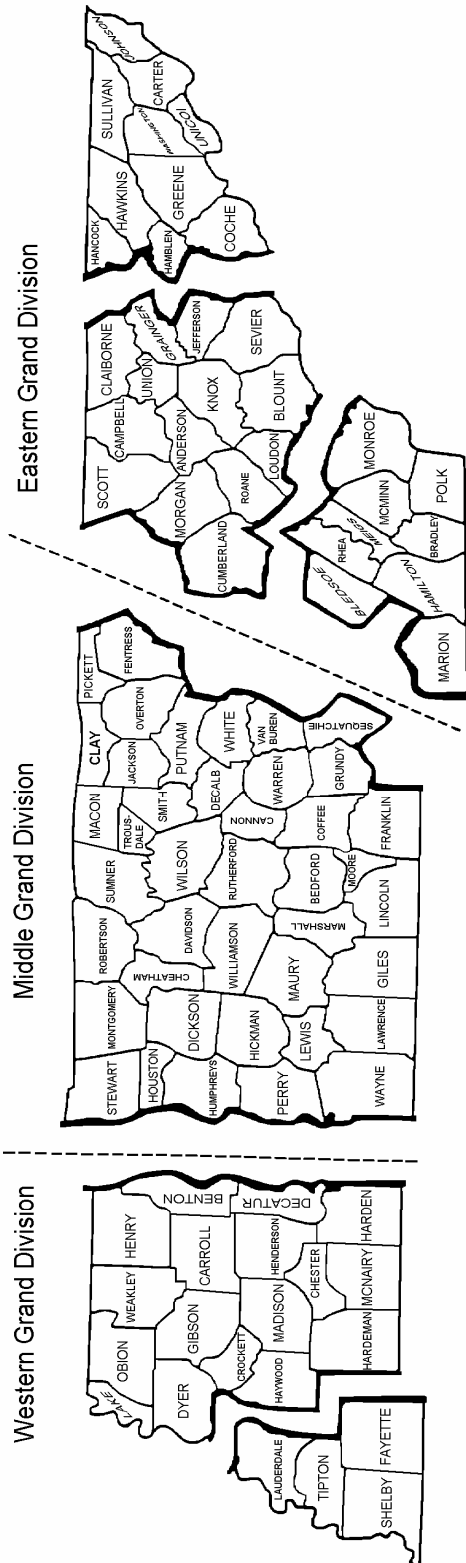 Western Grand Division
Middle Grand Division
Eastern Grand Division
LAKE
OBION
WEAKLEY
HENRY
DYER
GIBSON
CARROLL
BENTON
CROCKETT
HAYWOOD
MADISON
HENDERSON
DECATUR
CHESTER
HARDEMAN
MCNAIRY
HARDEN
LAUDERDALE
TIPTON
SHELBY
FAYETTE
STEWART
MONTGOMERY
ROBERTSON
SUMNER
MACON
CLAY
PICKETT
HOUSTON
HUMPHREYS
DICKSON
CHEATHAM
DAVIDSON
WILSON
TROUS-
DALE
SMITH
JACKSON
OVERTON
FENTRESS
PUTNAM
PERRY
HICKMAN
WILLIAMSON
RUTHERFORD
CANNON
DECALB
WHITE
VAN
BUREN
LEWIS
MAURY
MARSHALL
BEDFORD
COFFEE
WARREN
GRUNDY
SEQUATCHIE
MOORE
WAYNE
LAWRENCE
GILES
LINCOLN
FRANKLIN
SCOTT
CAMPBELL
CLAIBORNE
UNION
GRAINGER
MORGAN
ANDERSON
KNOX
JEFFERSON
CUMBERLAND
ROANE
LOUDON
BLOUNT
SEVIER
HANCOCK
HAWKINS
SULLIVAN
JOHNSON
HAMBLEN
GREENE
WASHINGTON
CARTER
UNICOI
COCHE
BLEDSOE
RHEA
MEIGS
MCMINN
MONROE
MARION
HAMILTON
BRADLEY
POLK